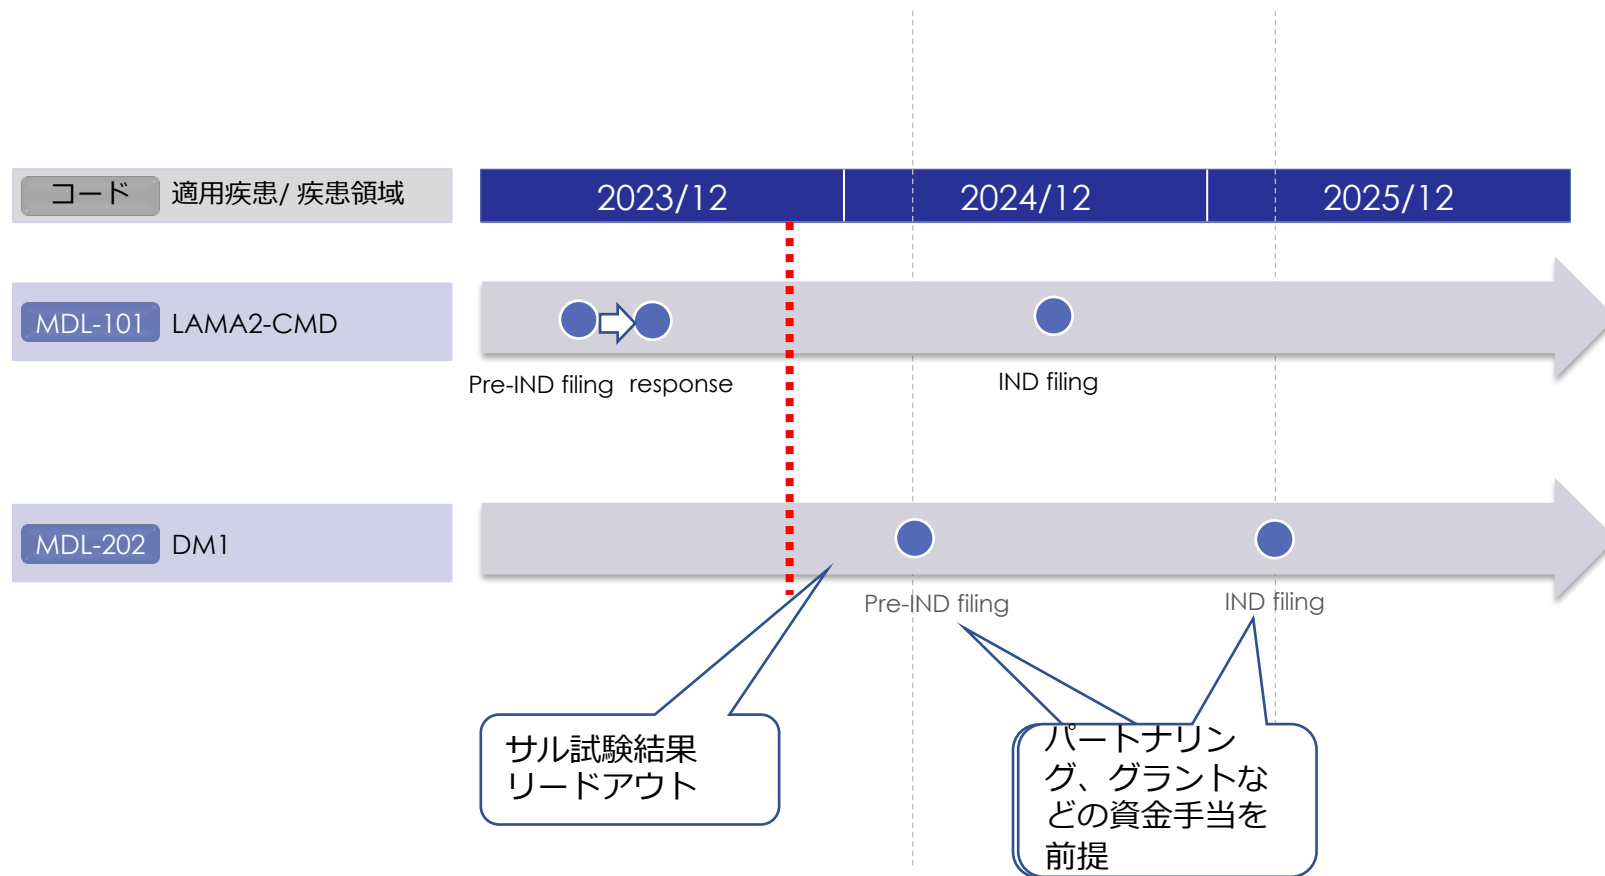 コード 適用疾患/ 疾患領域 2023/12 2024/12 2025/12
MDL-101 LAMA2-CMD
Pre-IND filing response IND filing
MDL-202 DM1
Pre-IND filing IND filing
サル試験結果
リードアウト
パートナリン
グ、グラントな
どの資金手当を
前提